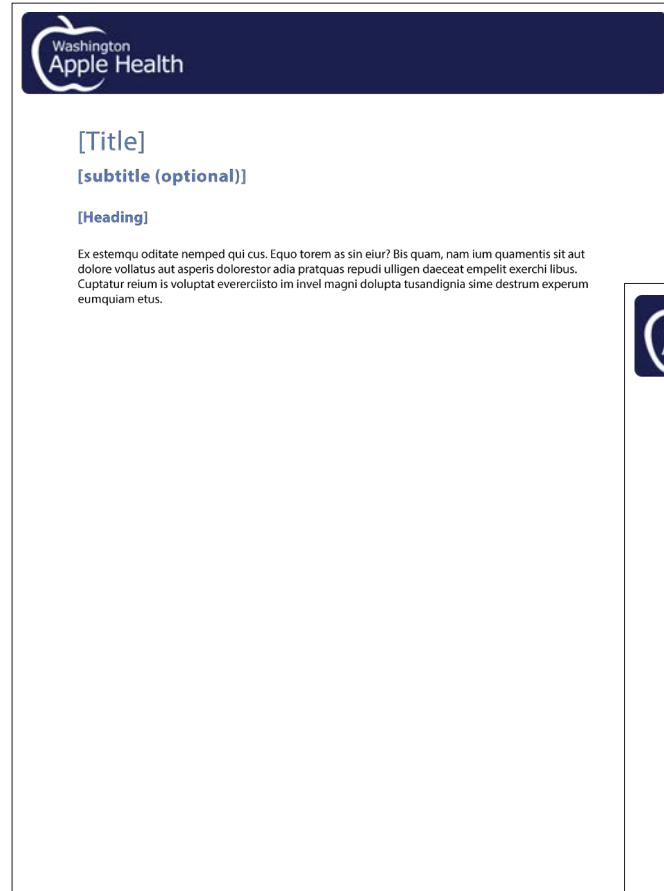 Washington
Apple Health
[Title]
[subtitle (optional)]
[Heading]
Ex estemqu oditate nemped qui cus. Equo torem as sin eiur? Bis quam, nam ium quamentis sit aut
dolore vollatus aut asperis dolorestor adia pratquas repudi ulligen daeceat empelit exerchi libus.
Cuptatur reium is voluptat evererciisto im invel magni dolupta tusandignia sime destrum experum
eumquiam etus.